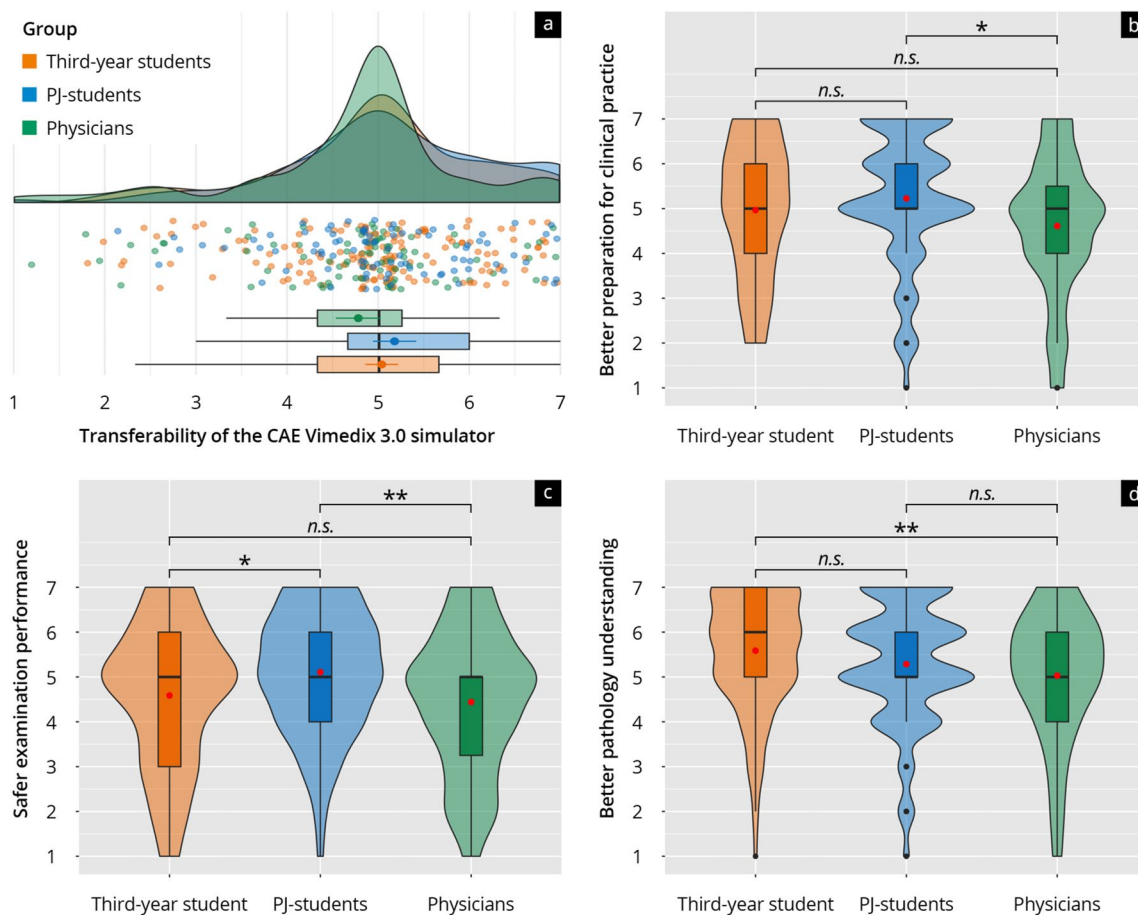 Group
Third-year students
PJ-students
Physicians
a
1 2 3 4 5 6 7
Transferability of the CAE Vimedix 3.0 simulator
b
*
n.s.
n.s.
7
6
5
4
3
2
1
Better preparation for clinical practice
Third-year student PJ-students Physicians
c
**
n.s.
*
7
6
5
4
3
2
1
Safer examination performance
Third-year student PJ-students Physicians
d
n.s.
**
n.s.
7
6
5
4
3
2
1
Better pathology understanding
Third-year student PJ-students Physicians